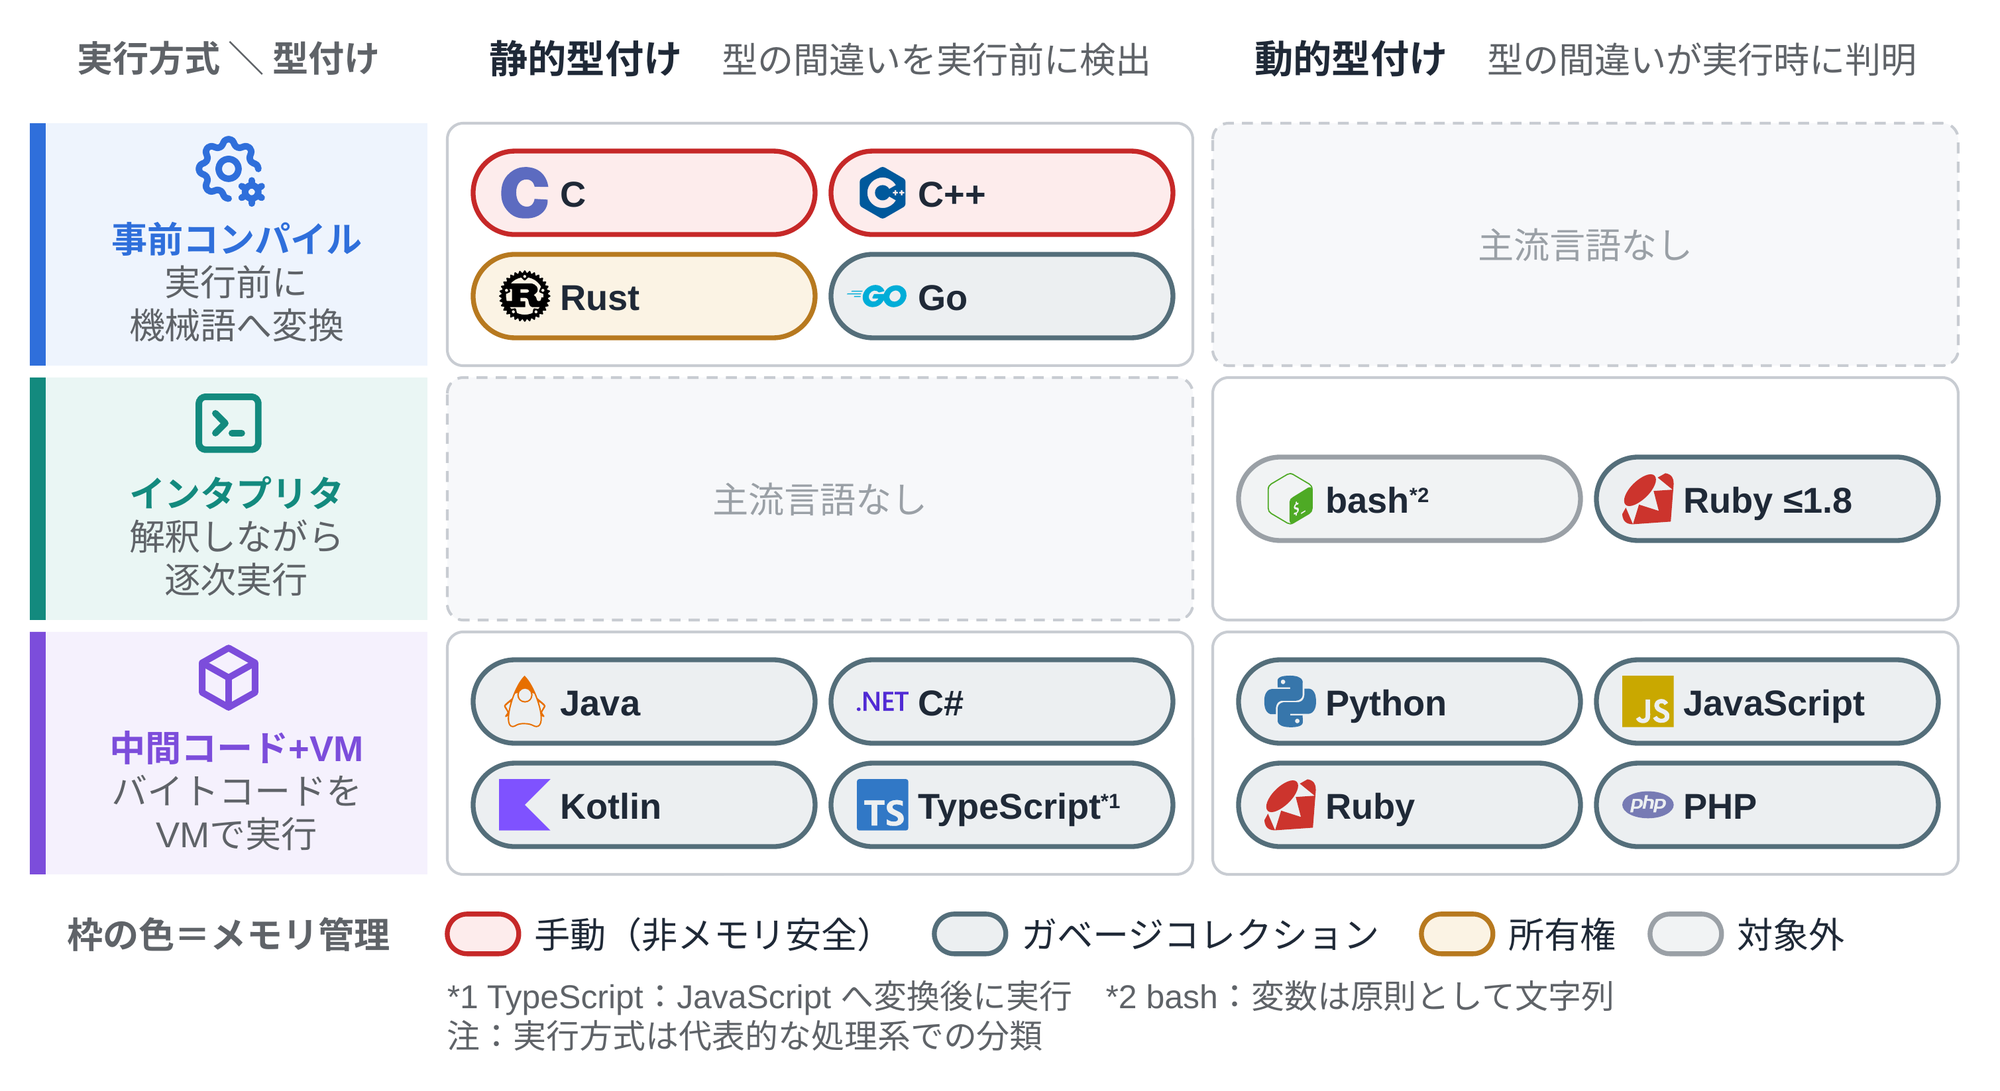 実行方式 ＼ 型付け
静的型付け 型の間違いを実行前に検出
動的型付け 型の間違いが実行時に判明
事前コンパイル
実行前に
機械語へ変換
C
C++
Rust
GO Go
主流言語なし
インタプリタ
解釈しながら
逐次実行
主流言語なし
$_ bash*2
Ruby ≤1.8
中間コード+VM
バイトコードを
VMで実行
Java
.NET C#
Kotlin
TS TypeScript*1
Python
JS JavaScript
Ruby
php PHP
枠の色＝メモリ管理
手動（非メモリ安全）
ガベージコレクション
所有権
対象外
*1 TypeScript：JavaScript へ変換後に実行 *2 bash：変数は原則として文字列
注：実行方式は代表的な処理系での分類